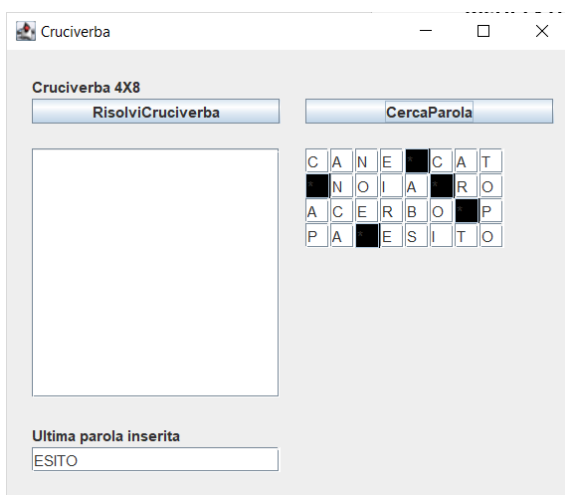 Cruciverba
Cruciverba 4X8
RisolviCruciverba
CercaParola
C A N E * C A T
* N O I A * R O
A C E R B O * P
P A * E S I T O
Ultima parola inserita
ESITO